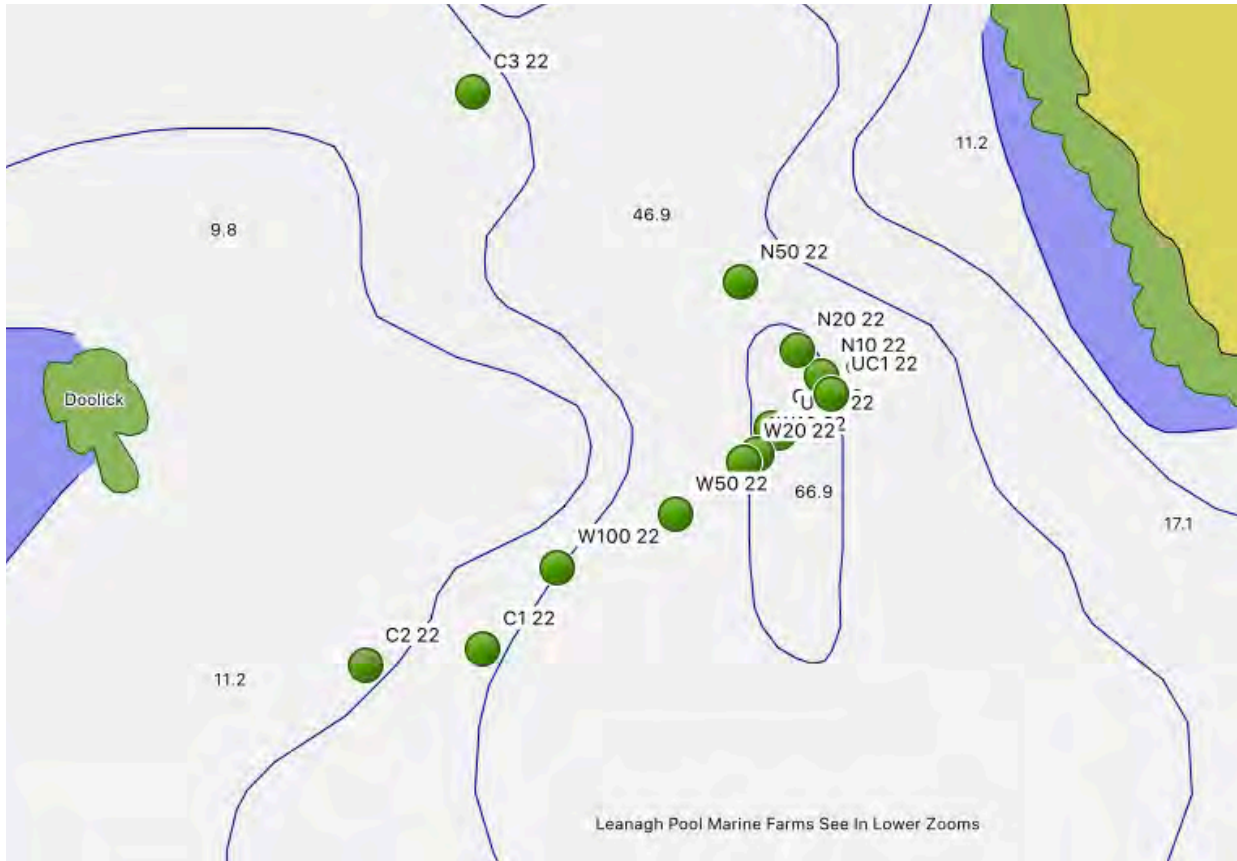 C3 22
11.2
46.9
9.8
N50 22
N20 22
N10 22
UC1 22
Doolick
22
W20 22
W50 22
66.9
17.1
W100 22
C1 22
C2 22
11.2
Leanagh Pool Marine Farms See In Lower Zooms